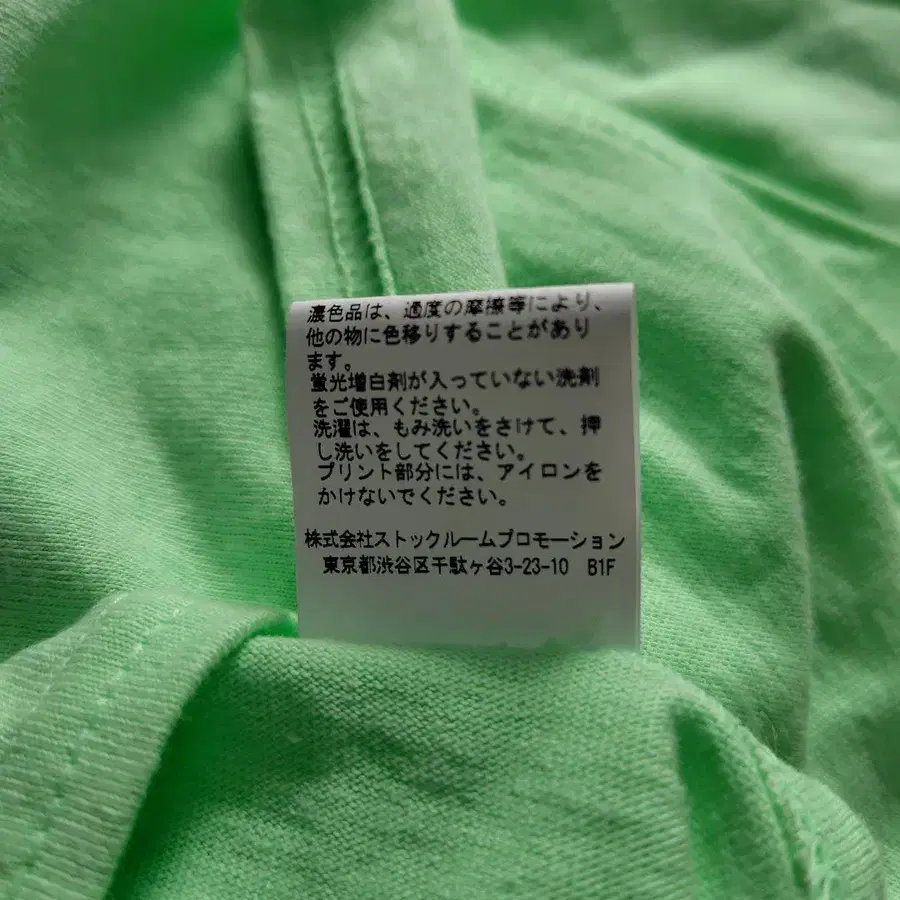 濃色品は、過度の摩擦等により、
他の物に色移りすることがあり
ます。
蛍光増白剤が入っていない洗剤
をご使用ください。
洗濯は、もみ洗いをさけて、押
し洗いをしてください。
プリント部分には、アイロンを
かけないでください。
株式会社ストックルームプロモーション
東京都渋谷区千駄ヶ谷3-23-10 B1F